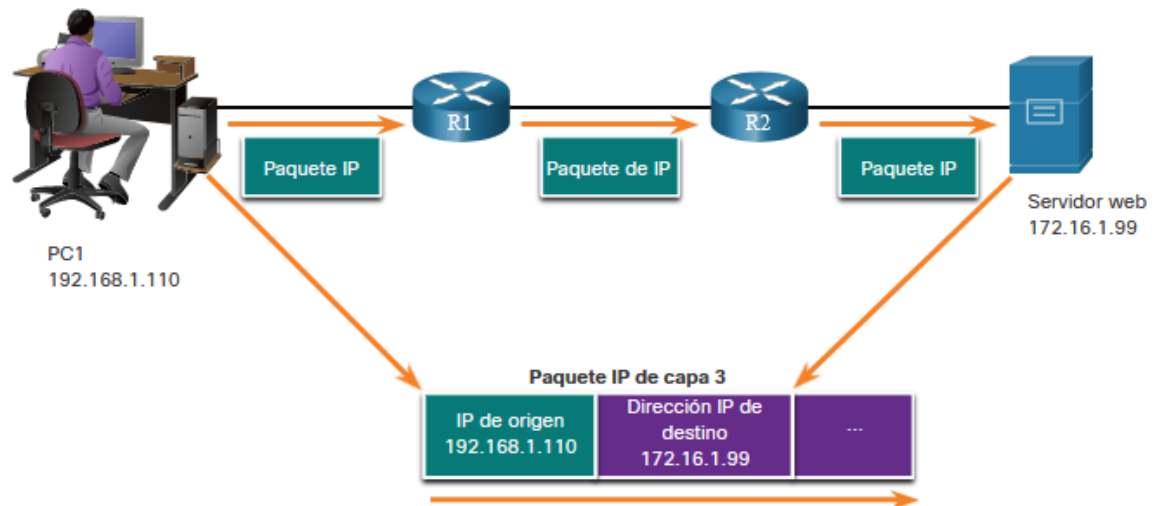 R1
R2
Paquete IP
Paquete de IP
Paquete IP
Servidor web
172.16.1.99
PC1
192.168.1.110
Paquete IP de capa 3
IP de origen
192.168.1.110
Dirección IP de
destino
172.16.1.99
---